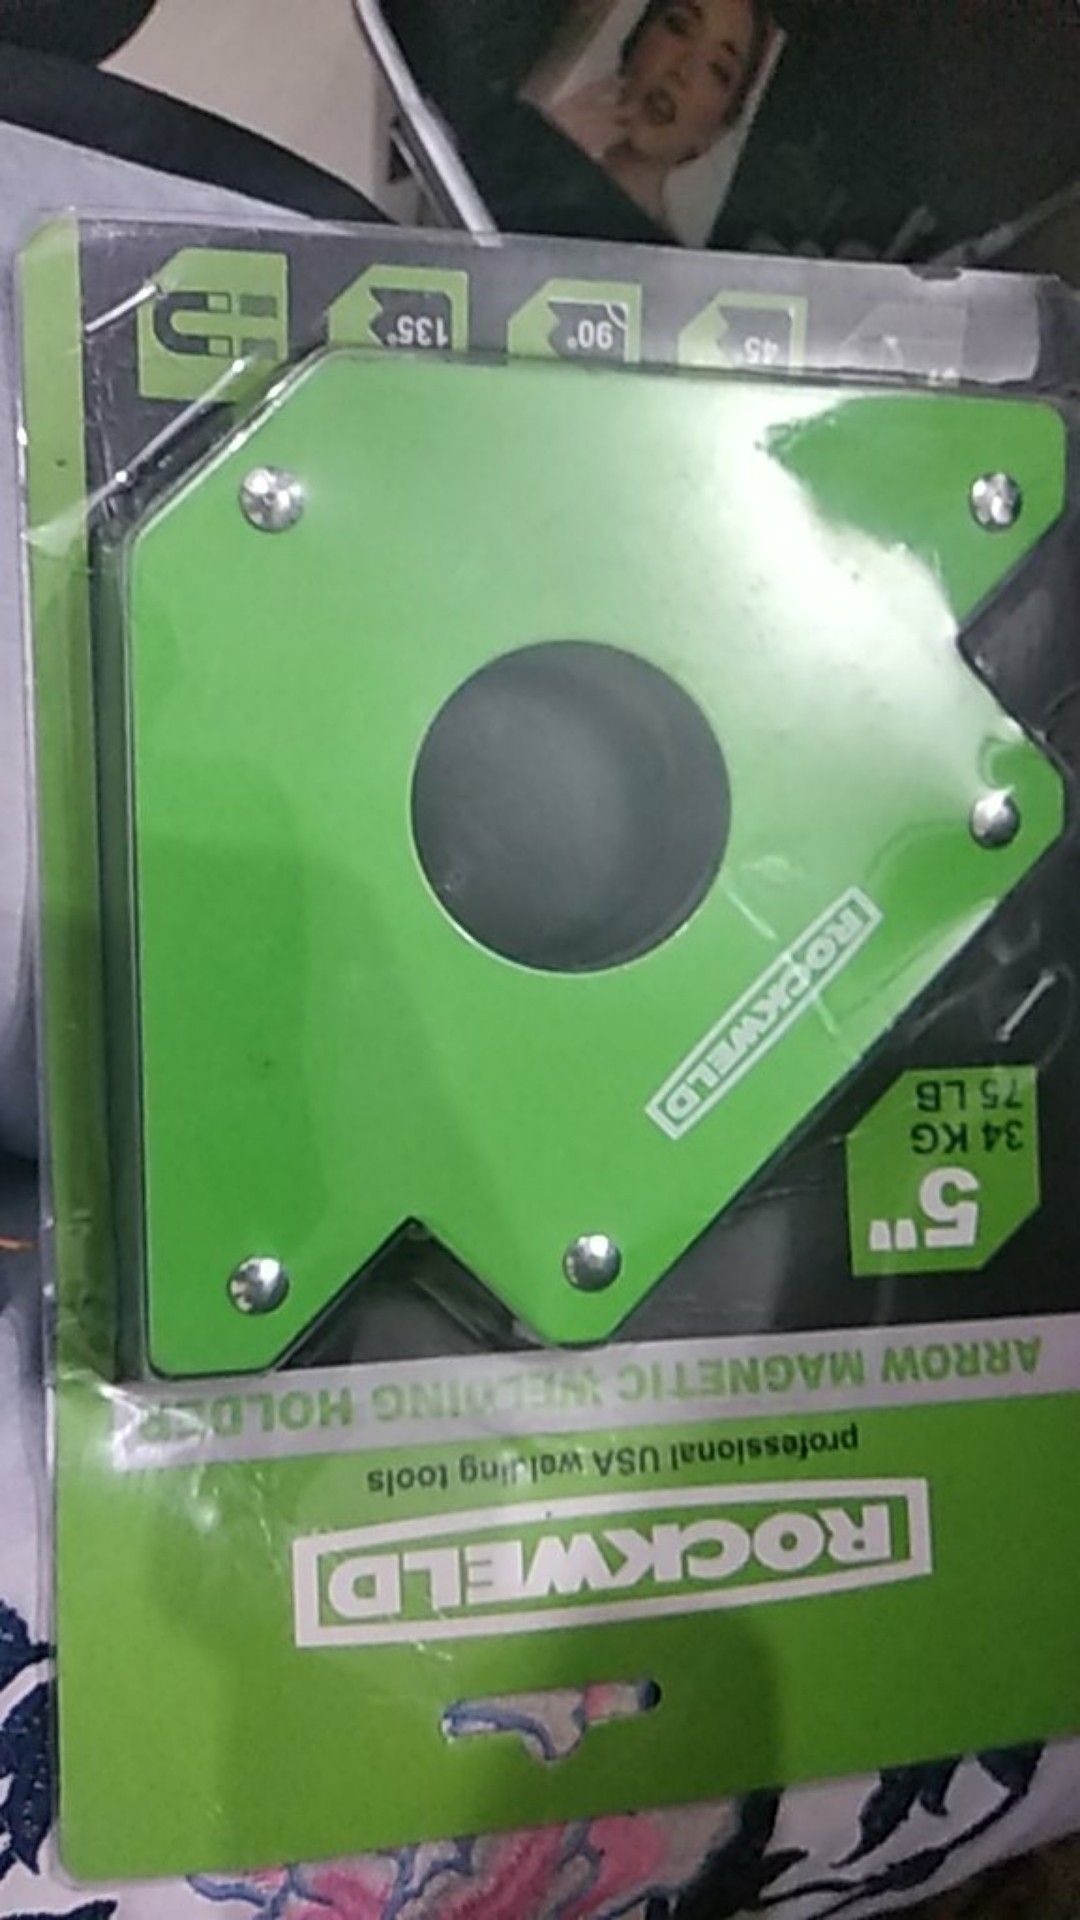 ROCKWELD
professional USA welding tools
ARROW MAGNETIC WELDING HOLDER
5"
34 KG
75 LB
ROCKWELD
45°
90°
135°